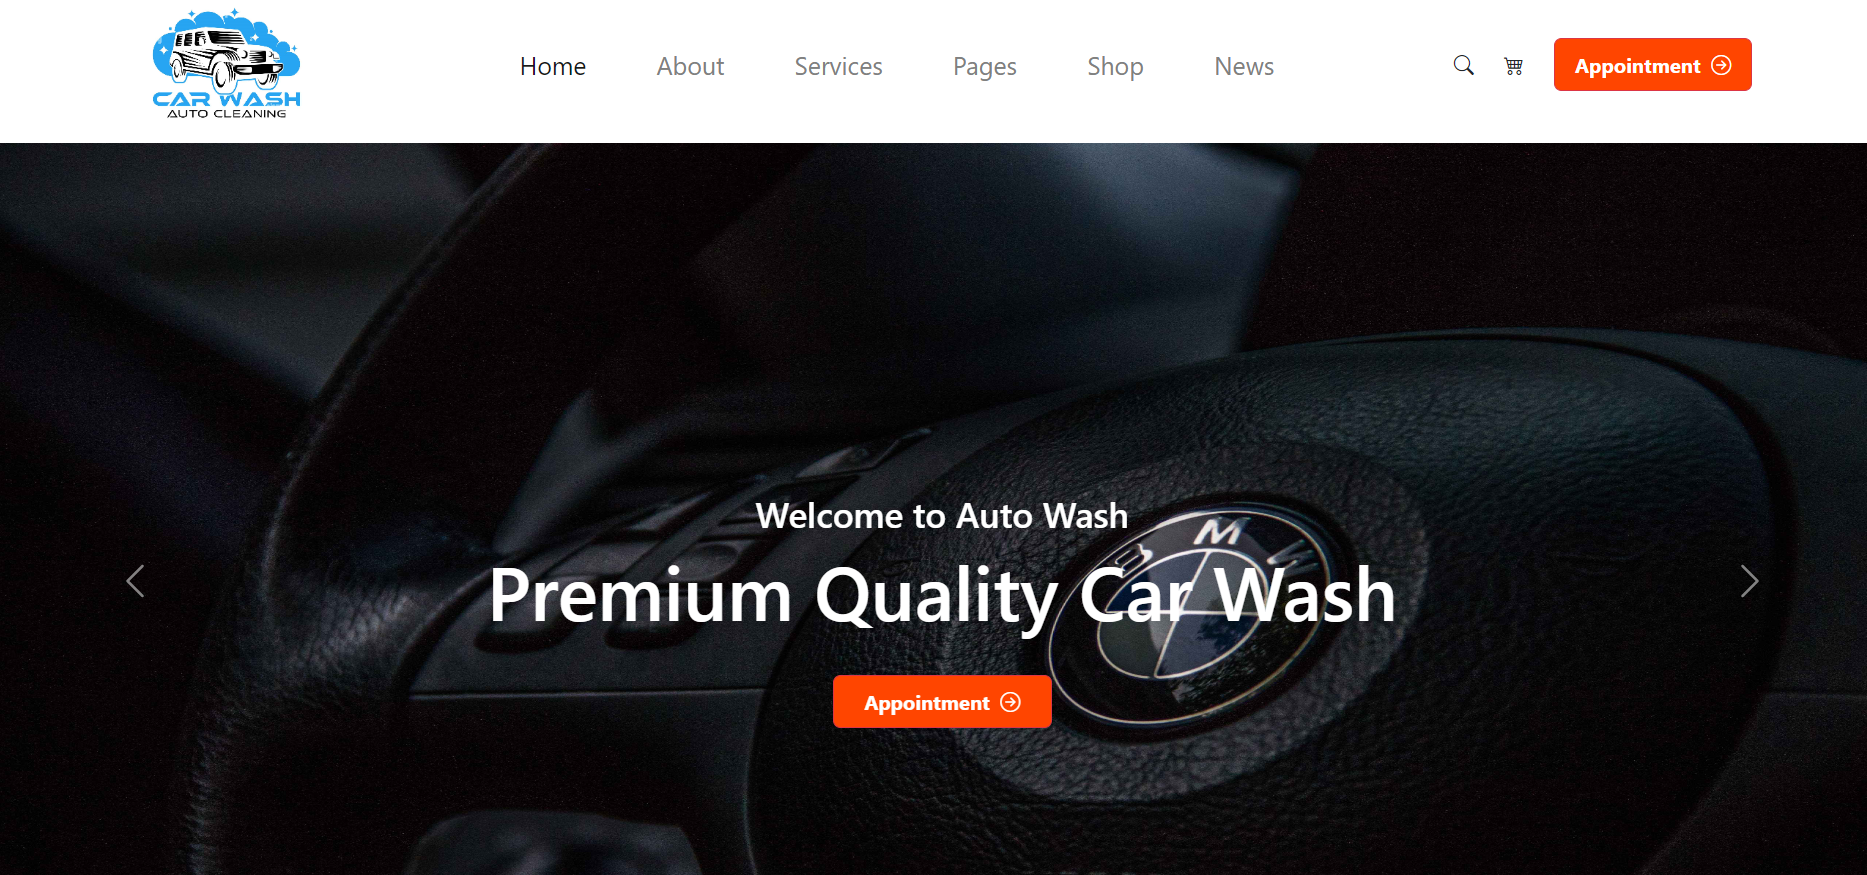 CAR WASH
AUTO CLEANING
Home About Services Pages Shop News
Appointment
Welcome to Auto Wash
BMW
Premium Quality Car Wash
Appointment